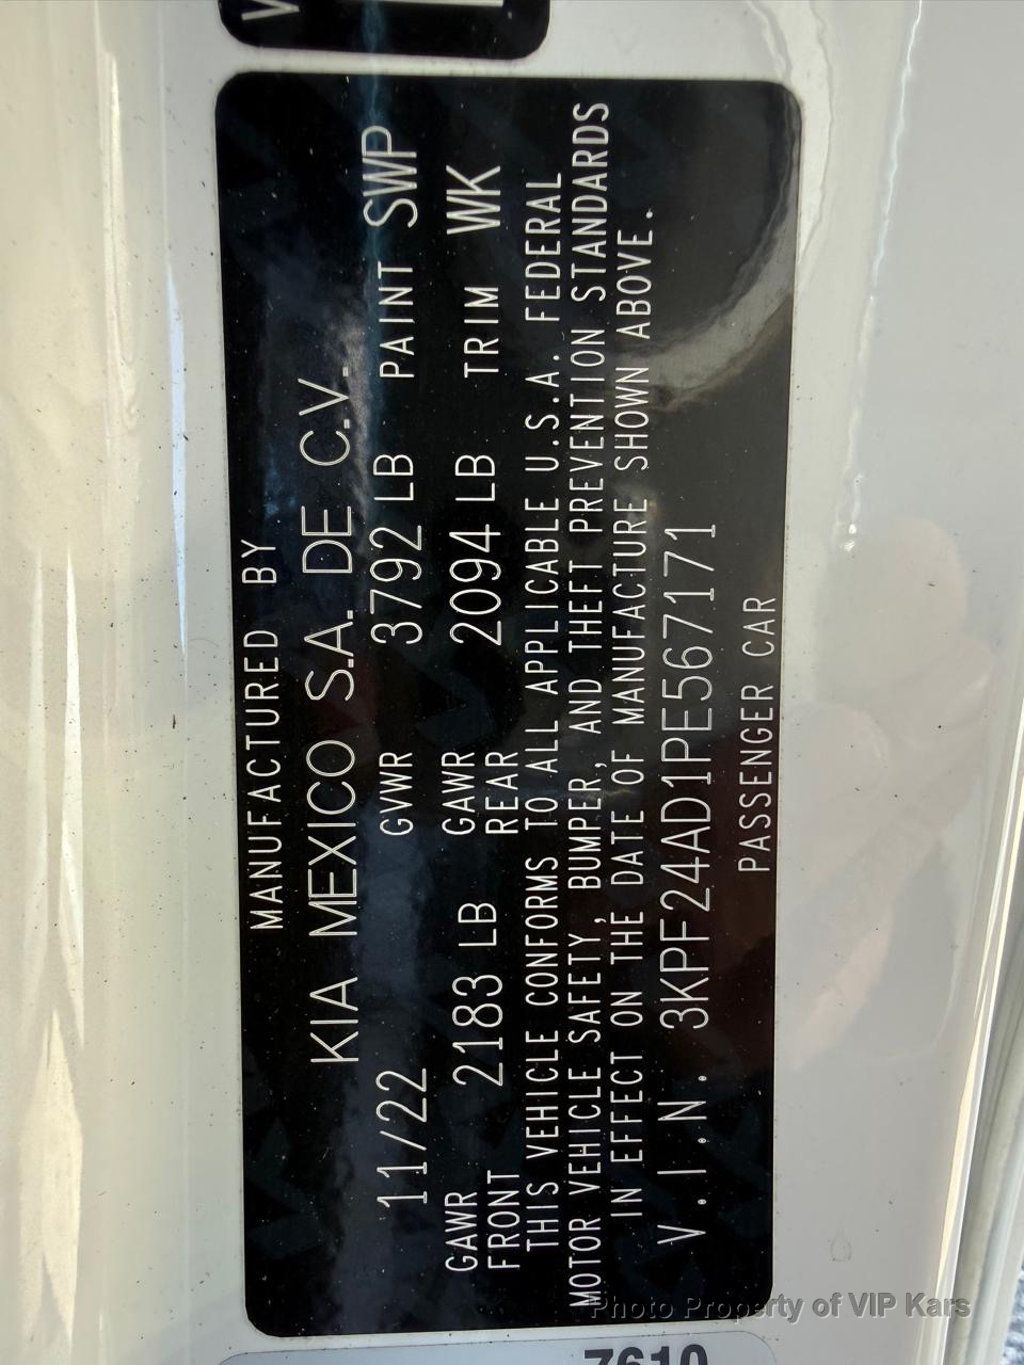 MANUFACTURED BY
KIA MEXICO S.A. DE C.V.
11/22 GVWR 3792 LB PAINT SWP
GAWR FRONT 2183 LB GAWR REAR 2094 LB TRIM WK
THIS VEHICLE CONFORMS TO ALL APPLICABLE U.S.A. FEDERAL
MOTOR VEHICLE SAFETY, BUMPER, AND THEFT PREVENTION STANDARDS
IN EFFECT ON THE DATE OF MANUFACTURE SHOWN ABOVE.
V.I.N. 3KPF24AD1PE567171
PASSENGER CAR
7610
Photo Property of VIP Kars